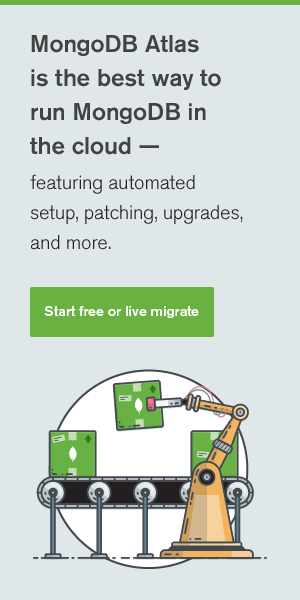 MongoDB Atlas
is the best way to
run MongoDB in
the cloud —
featuring automated
setup, patching, upgrades,
and more.
Start free or live migrate